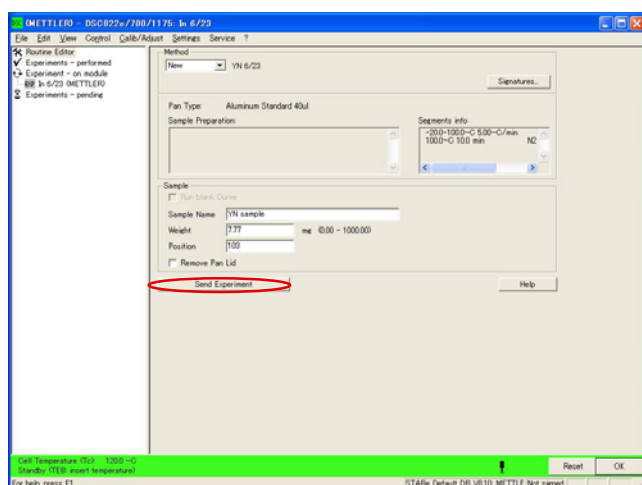 (METTLER) - DSC822e/700/1175: In 6/23
File Edit View Control Calib/Adjust Settings Service ?
Routine Editor
Experiments - performed
Experiment - on module
In 6/23 (METTLER)
Experiments - pending
Method
New
YN 6/23
Signatures...
Pan Type: Aluminum Standard 40ul
Sample Preparation
Segments info
-20.0-100.0-C 5.00-C/min
100.0-C 10.0 min N2
Sample
Run blank Curve
Sample Name YN sample
Weight 7.77 mg (0.00 - 1000.00)
Position 103
Remove Pan Lid
Send Experiment
Help
Cell Temperature (Tc) 120.0 -C
Standby (TEB: insert temperature)
Reset
OK
For help, press F1
STARe Default DB V8.10: METTLE Not signed